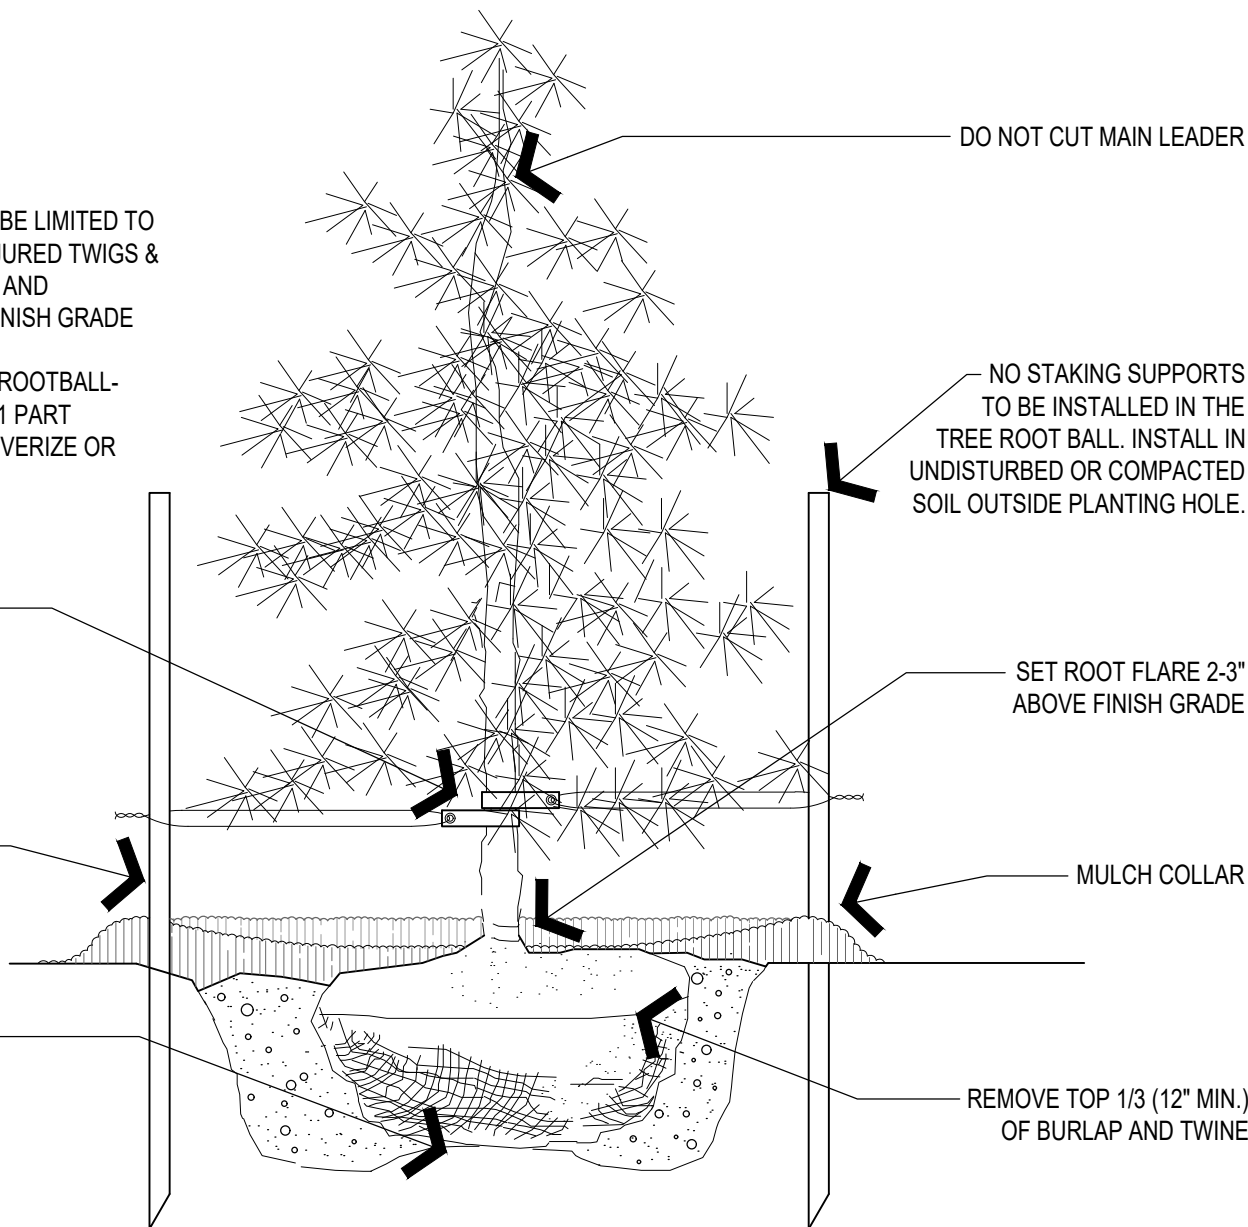 BE LIMITED TO
URED TWIGS &
AND
NISH GRADE
ROOTBALL-
1 PART
VERIZE OR
DO NOT CUT MAIN LEADER
NO STAKING SUPPORTS
TO BE INSTALLED IN THE
TREE ROOT BALL. INSTALL IN
UNDISTURBED OR COMPACTED
SOIL OUTSIDE PLANTING HOLE.
SET ROOT FLARE 2-3"
ABOVE FINISH GRADE
MULCH COLLAR
REMOVE TOP 1/3 (12" MIN.)
OF BURLAP AND TWINE